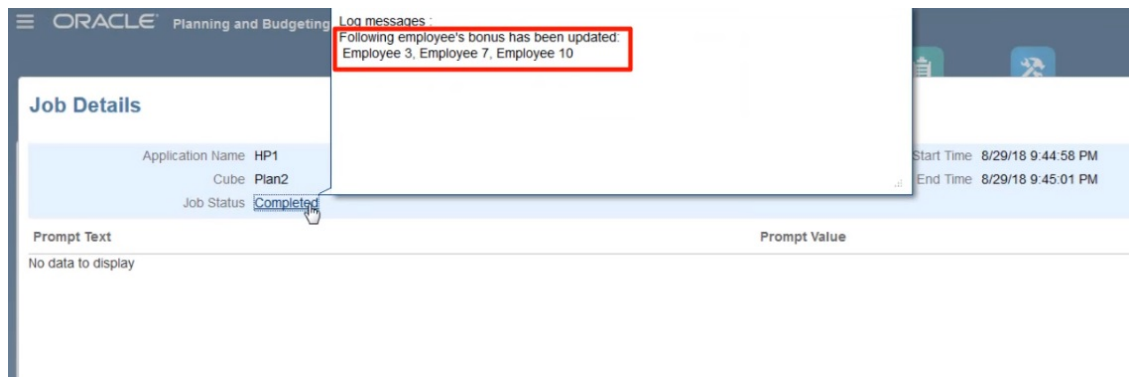 ORACLE Planning and Budgeting
Log messages :
Following employee's bonus has been updated:
Employee 3, Employee 7, Employee 10
Job Details
Application Name HP1
Start Time 8/29/18 9:44:58 PM
Cube Plan2
End Time 8/29/18 9:45:01 PM
Job Status Completed
Prompt Text Prompt Value
No data to display